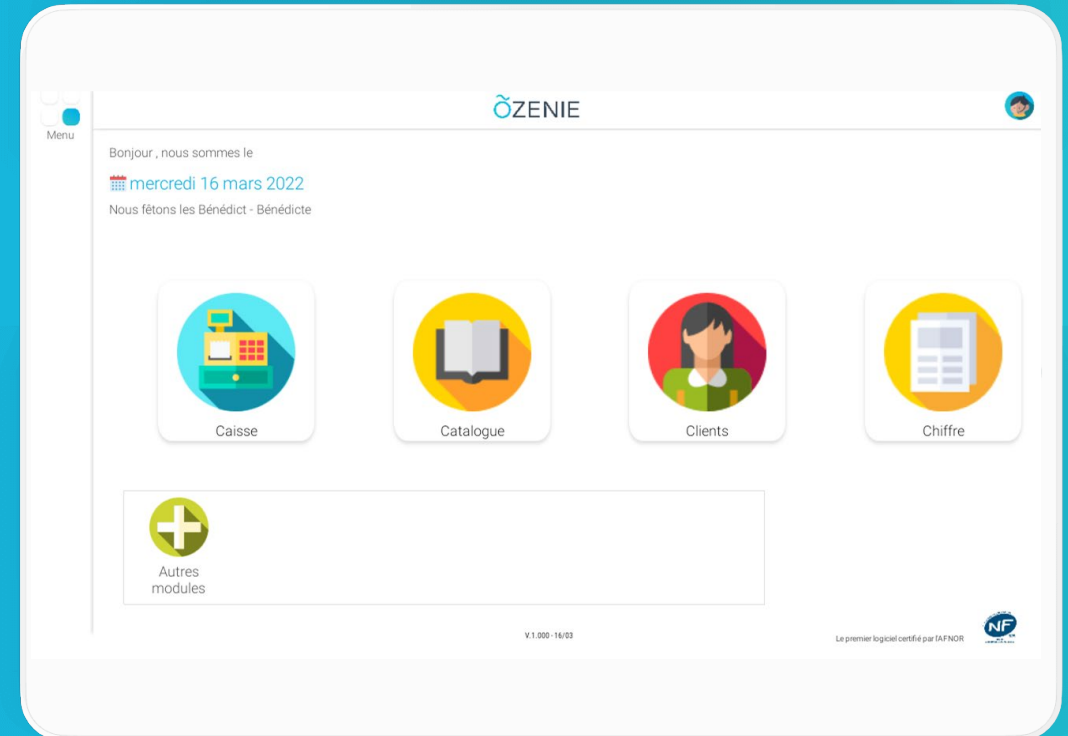 Menu
ÕZENIE
Bonjour , nous sommes le
mercredi 16 mars 2022
Nous fêtons les Bénédict - Bénédicte
Caisse
Catalogue
Clients
Chiffre
Autres
modules
V.1.000 - 16/03
Le premier logiciel certifié par l'AFNOR
NF